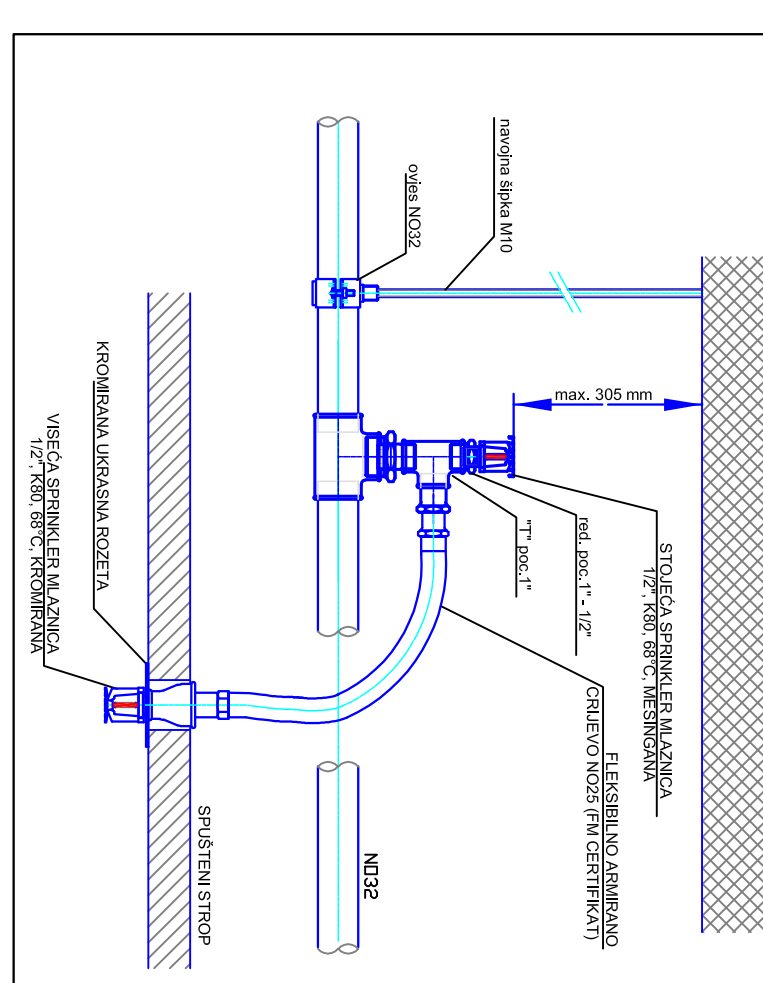 navojna šipka M10
ovjes NO32
max. 305 mm
STOJEĆA SPRINKLER MLAZNICA
1/2", K80, 68°C, MESINGANA
red. poc.1" - 1/2"
"T" poc.1"
FLEKSIBILNO ARMIRANO
CRIJEVO NO25 (FM CERTIFIKAT)
KROMIRANA UKRASNA ROZETA
VISEĆA SPRINKLER MLAZNICA
1/2", K80, 68°C, KROMIRANA
SPUŠTENI STROP
NO32